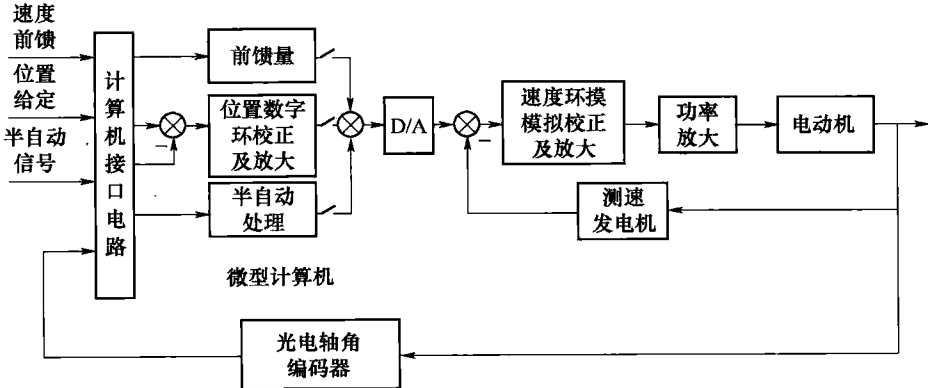 速度
前馈
位置
给定
半自动
信号
计
算
机
接
口
电
路
前馈量
位置数字
环校正
及放大
半自动
处理
微型计算机
D/A
速度环摸
模拟校正
及放大
功率
放大
电动机
测速
发电机
光电轴角
编码器